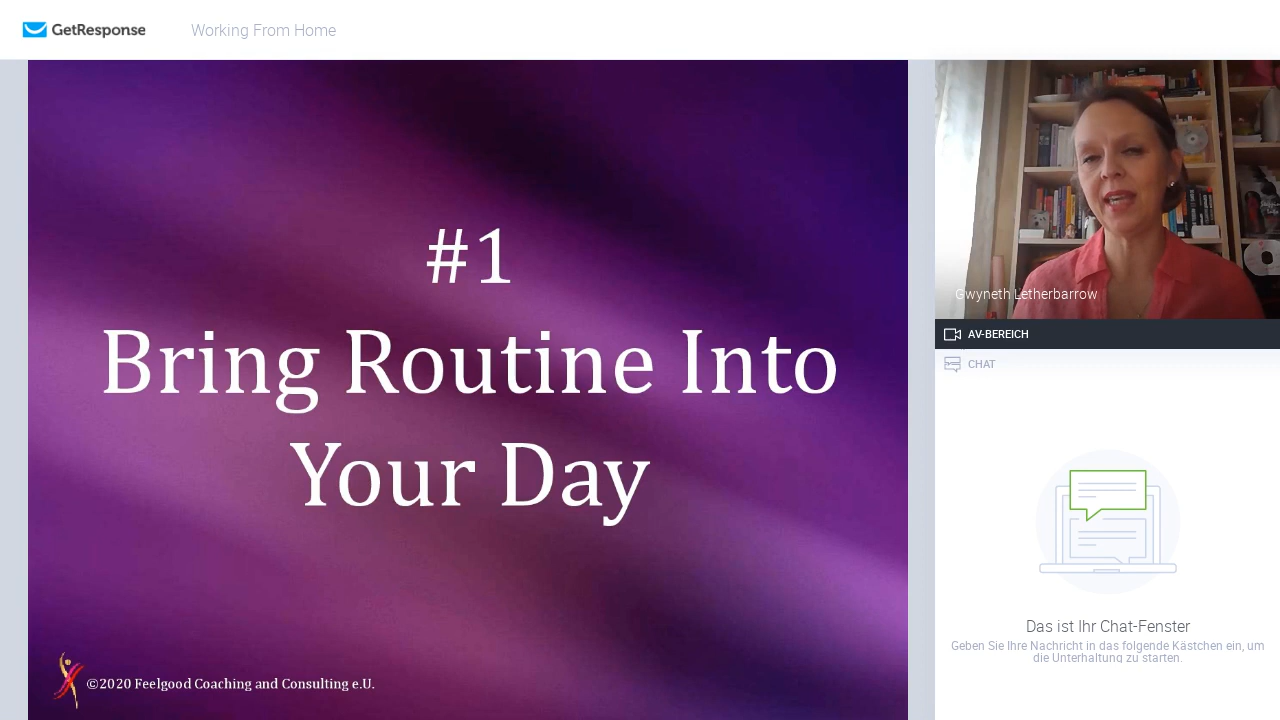 GetResponse
Working From Home
#1
Bring Routine Into
Your Day
©2020 Feelgood Coaching and Consulting e.U.
Gwyneth Letherbarrow
AV-BEREICH
CHAT
Das ist Ihr Chat-Fenster
Geben Sie Ihre Nachricht in das folgende Kästchen ein, um
die Unterhaltung zu starten.